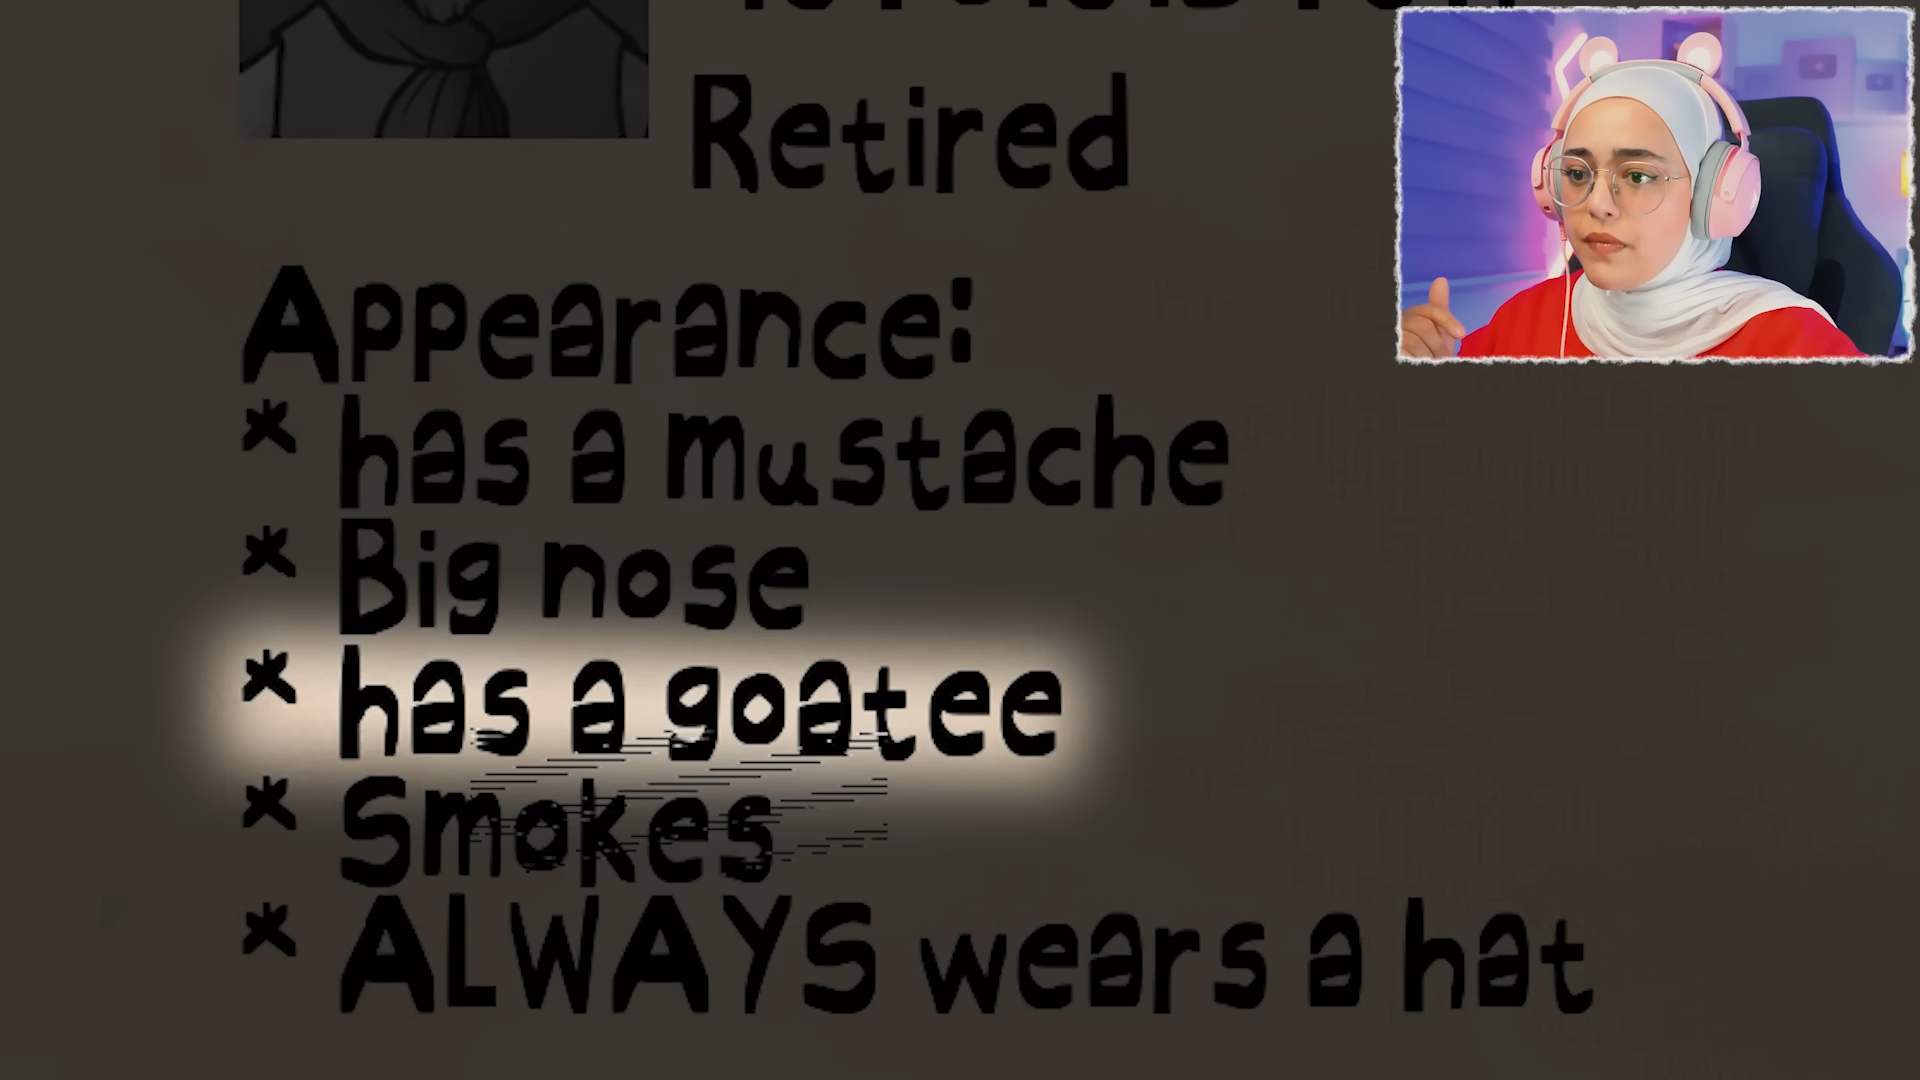 Retired
Appearance:
* has a mustache
* Big nose
* has a goatee
* Smokes
* ALWAYS wears a hat